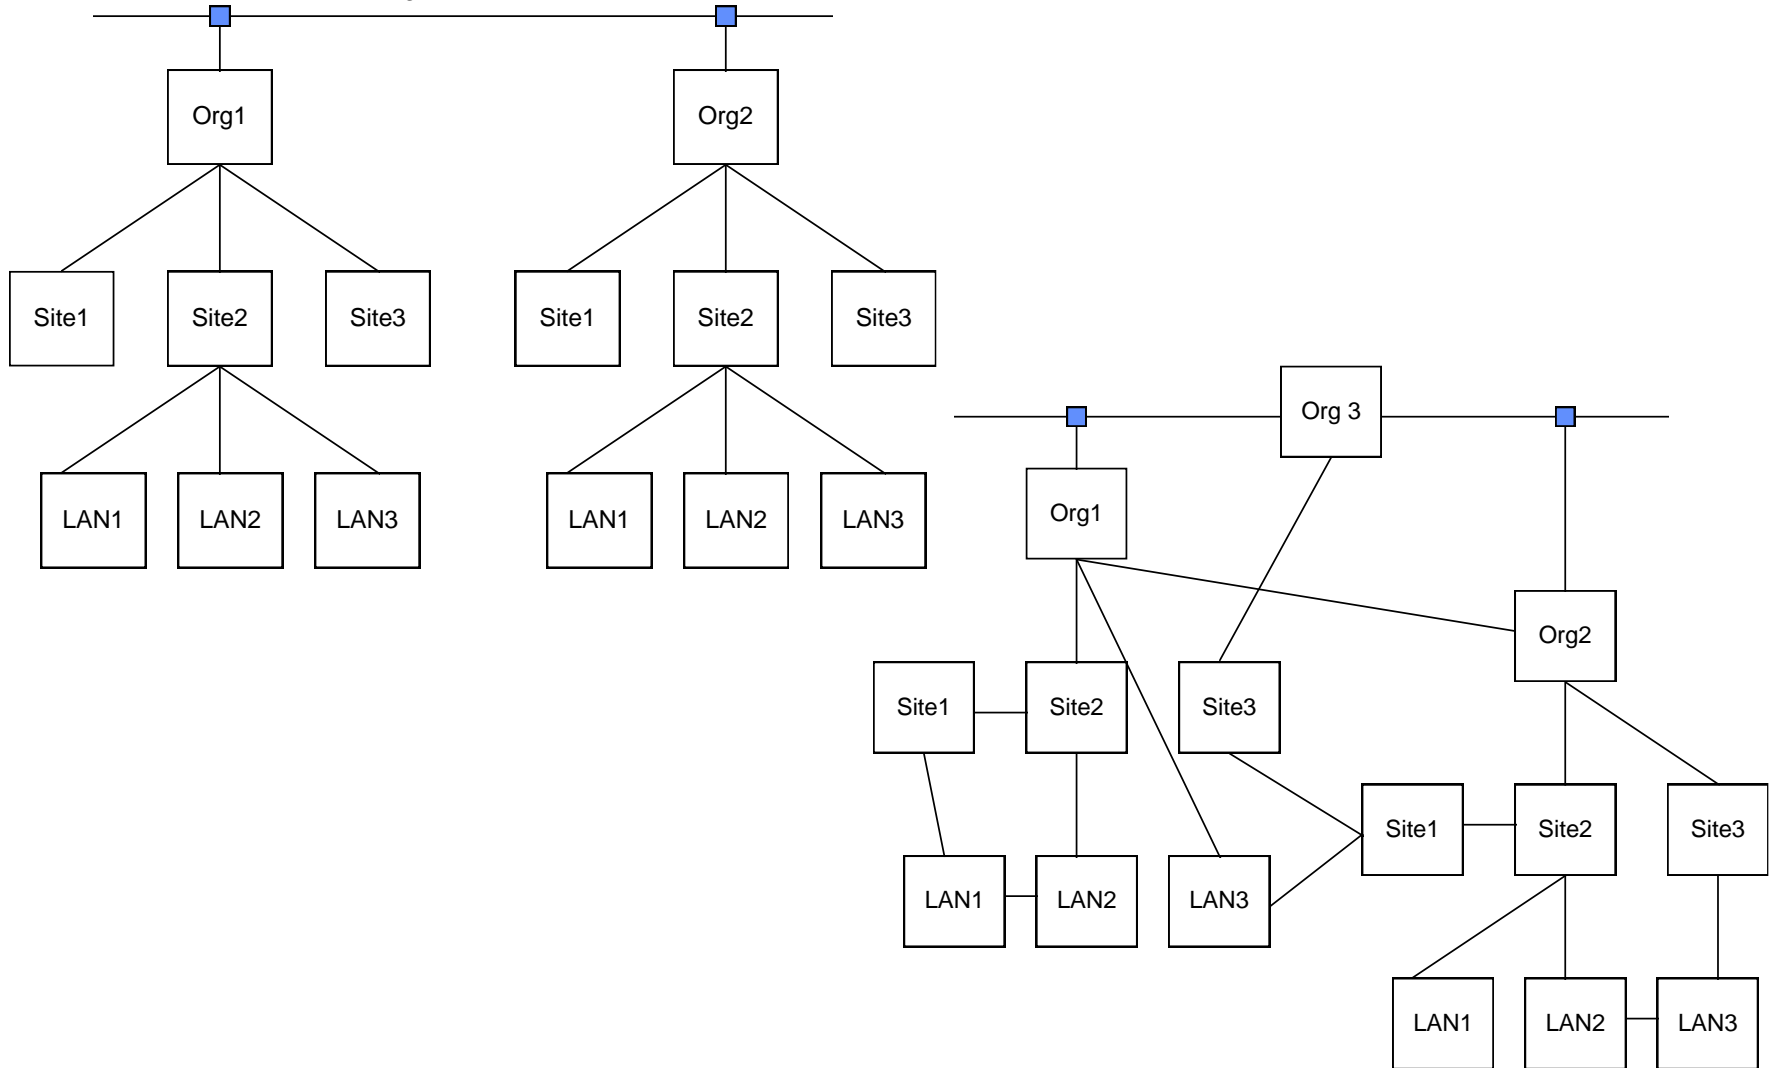 Org1
Org2
Site1
Site2
Site3
Site1
Site2
Site3
LAN1
LAN2
LAN3
LAN1
LAN2
LAN3
Org 3
Org1
Org2
Site1
Site2
Site3
Site1
Site2
Site3
LAN1
LAN2
LAN3
LAN1
LAN2
LAN3